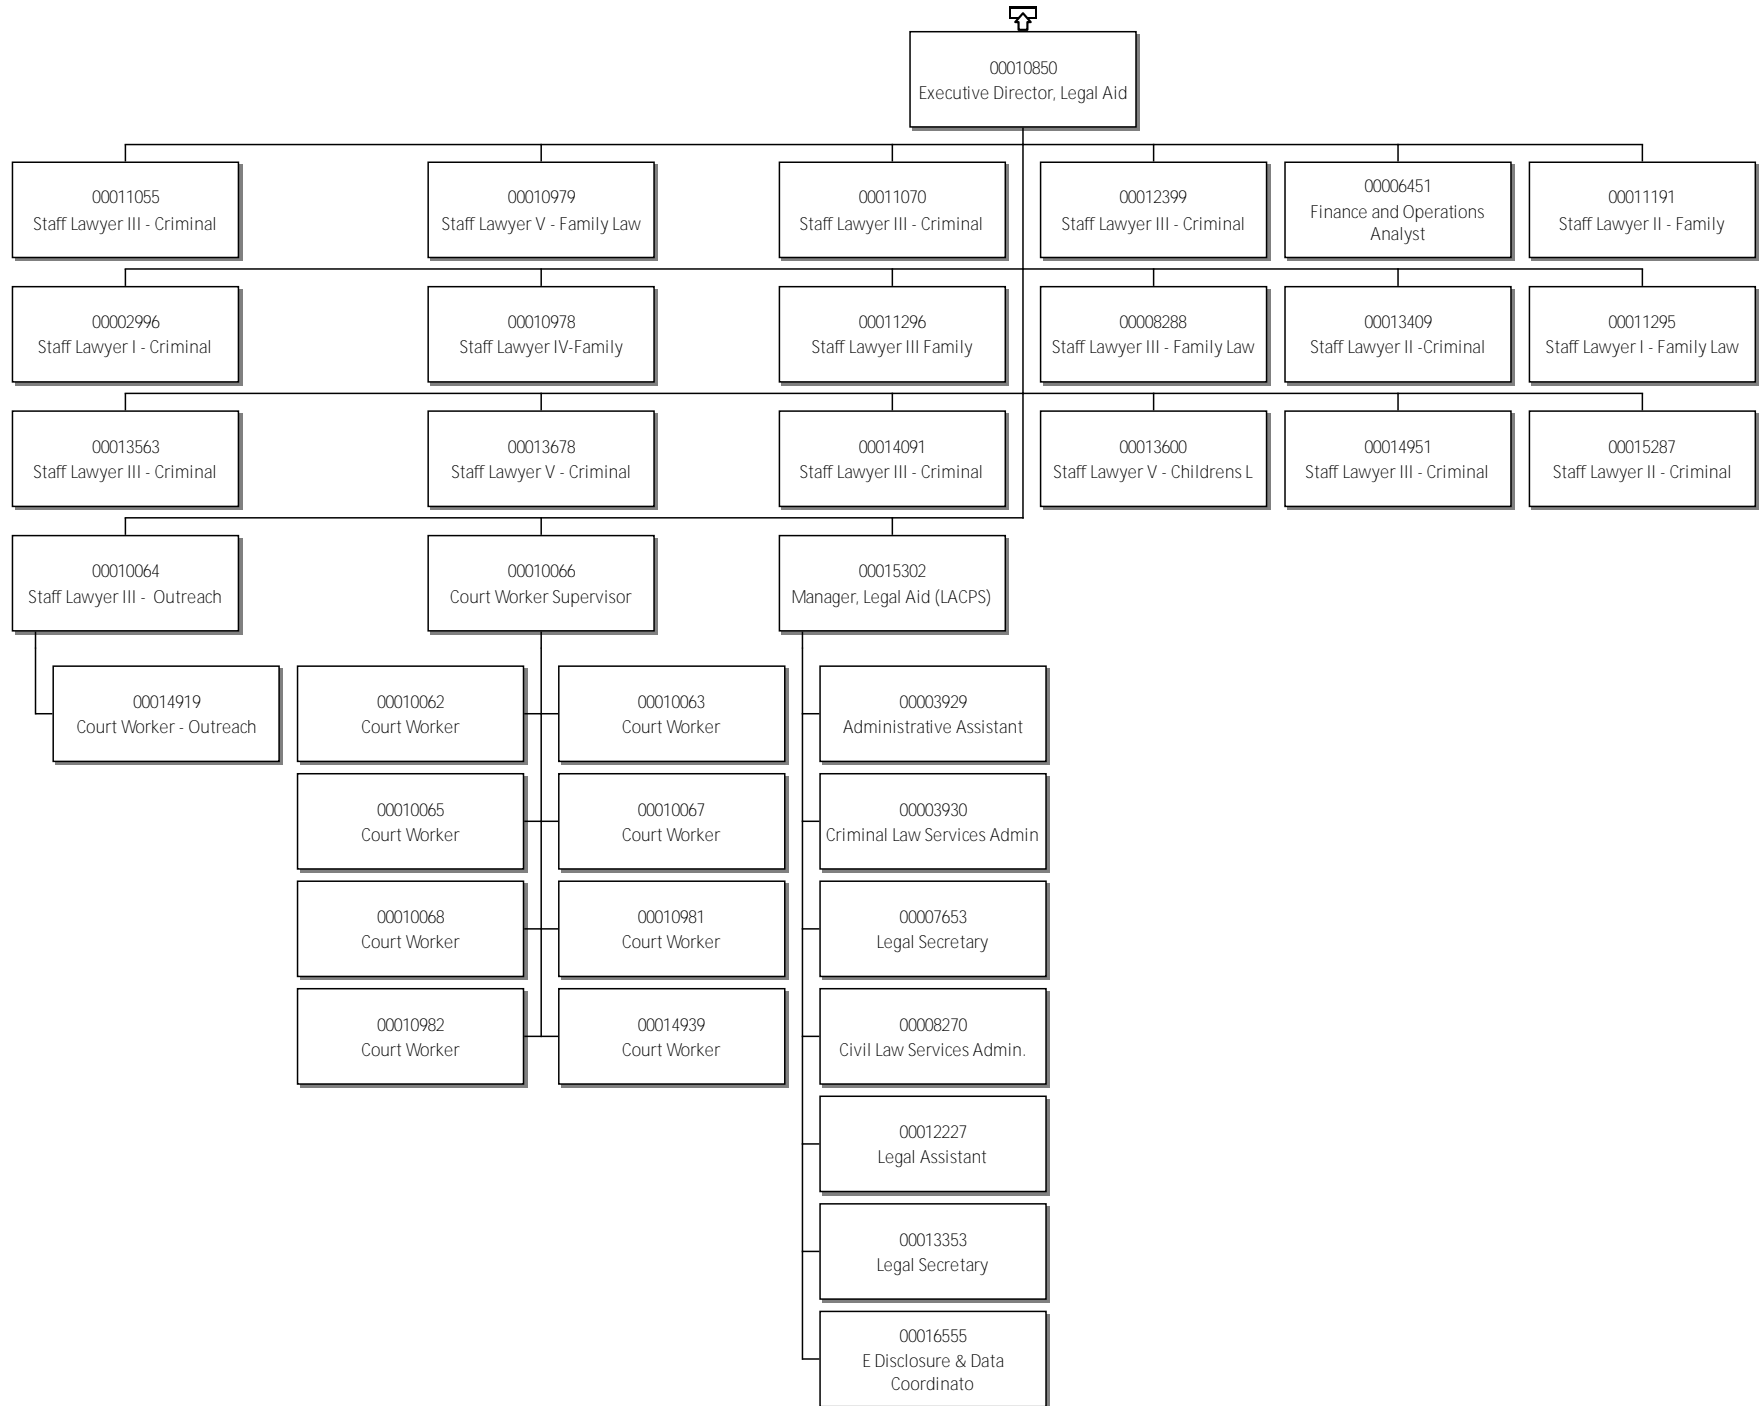 00010850
Executive Director, Legal Aid
00011055
Staff Lawyer III - Criminal
00010979
Staff Lawyer V - Family Law
00011070
Staff Lawyer III - Criminal
00012399
Staff Lawyer III - Criminal
00006451
Finance and Operations
Analyst
00011191
Staff Lawyer II - Family
00002996
Staff Lawyer I - Criminal
00010978
Staff Lawyer IV-Family
00011296
Staff Lawyer III Family
00008288
Staff Lawyer III - Family Law
00013409
Staff Lawyer II -Criminal
00011295
Staff Lawyer I - Family Law
00013563
Staff Lawyer III - Criminal
00013678
Staff Lawyer V - Criminal
00014091
Staff Lawyer III - Criminal
00013600
Staff Lawyer V - Childrens L
00014951
Staff Lawyer III - Criminal
00015287
Staff Lawyer II - Criminal
00010064
Staff Lawyer III - Outreach
00010066
Court Worker Supervisor
00015302
Manager, Legal Aid (LACPS)
00014919
Court Worker - Outreach
00010062
Court Worker
00010063
Court Worker
00003929
Administrative Assistant
00010065
Court Worker
00010067
Court Worker
00003930
Criminal Law Services Admin
00010068
Court Worker
00010981
Court Worker
00007653
Legal Secretary
00010982
Court Worker
00014939
Court Worker
00008270
Civil Law Services Admin.
00012227
Legal Assistant
00013353
Legal Secretary
00016555
E Disclosure & Data
Coordinato